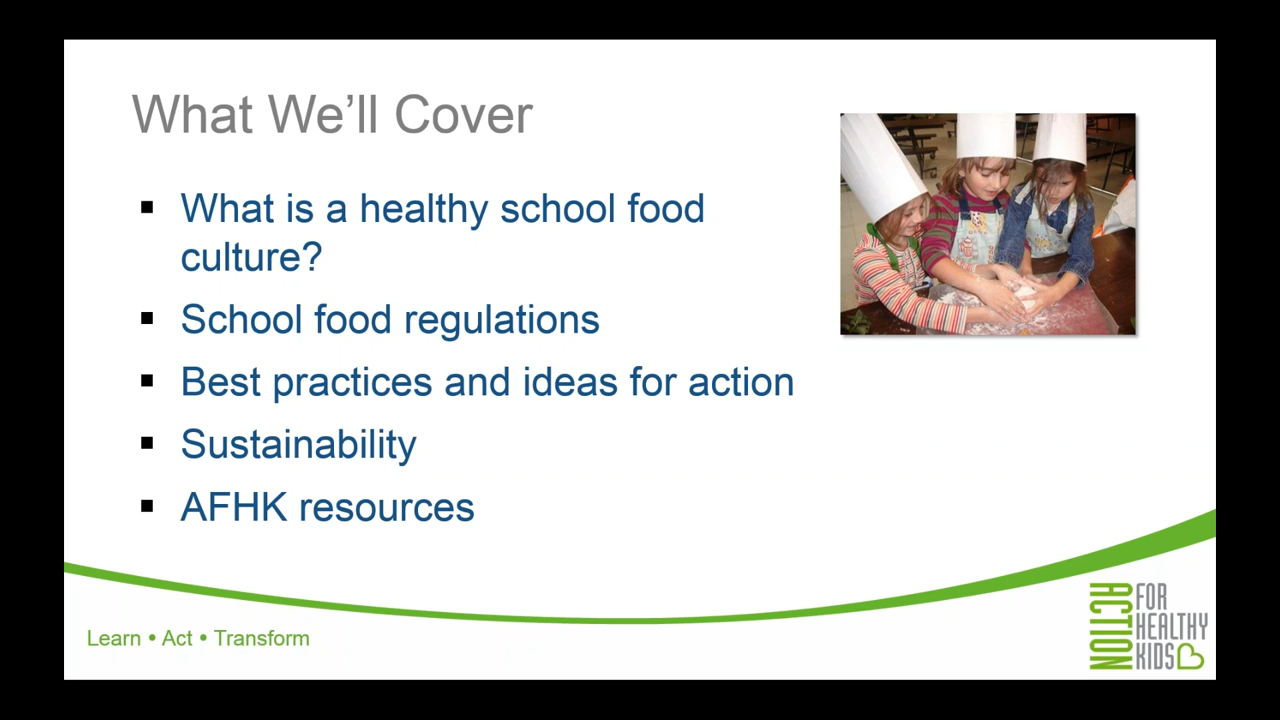 What We’ll Cover
▪ What is a healthy school food
culture?
▪ School food regulations
▪ Best practices and ideas for action
▪ Sustainability
▪ AFHK resources
Learn • Act • Transform
ACTION
FOR
HEALTHY
KIDS